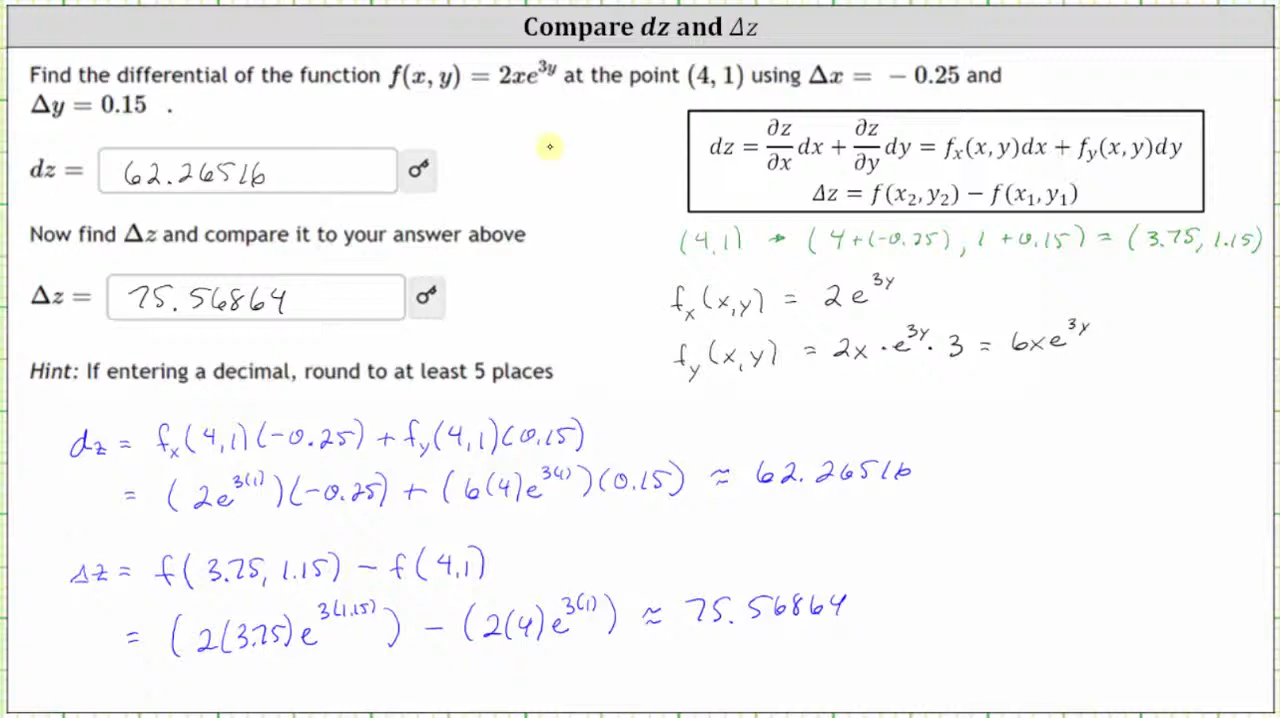 Compare dz and Δz
Find the differential of the function f(x, y) = 2xe^{3y} at the point (4, 1) using Δx = − 0.25 and
Δy = 0.15 .
dz = ∂z/∂x dx + ∂z/∂y dy = f_x(x, y)dx + f_y(x, y)dy
Δz = f(x₂, y₂) − f(x₁, y₁)
dz = 62.26516
Now find Δz and compare it to your answer above
(4,1) → (4+(-0.25), 1+0.15) = (3.75, 1.15)
Δz = 75.56864
f_x(x,y) = 2e^{3y}
f_y(x,y) = 2x·e^{3y}·3 = 6xe^{3y}
Hint: If entering a decimal, round to at least 5 places
dz = f_x(4,1)(-0.25) + f_y(4,1)(0.15)
= (2e^{3(1)})(-0.25) + (6(4)e^{3(1)})(0.15) ≈ 62.26516
Δz = f(3.75, 1.15) − f(4,1)
= (2(3.75)e^{3(1.15)}) − (2(4)e^{3(1)}) ≈ 75.56864